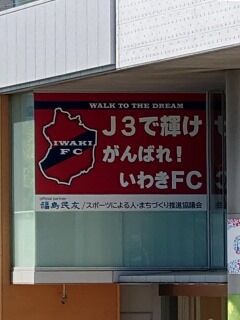 WALK TO THE DREAM
IWAKI
FC
J3で輝け
がんばれ!
いわきFC
official partner
福島民友/スポーツによる人・まちづくり推進協議会